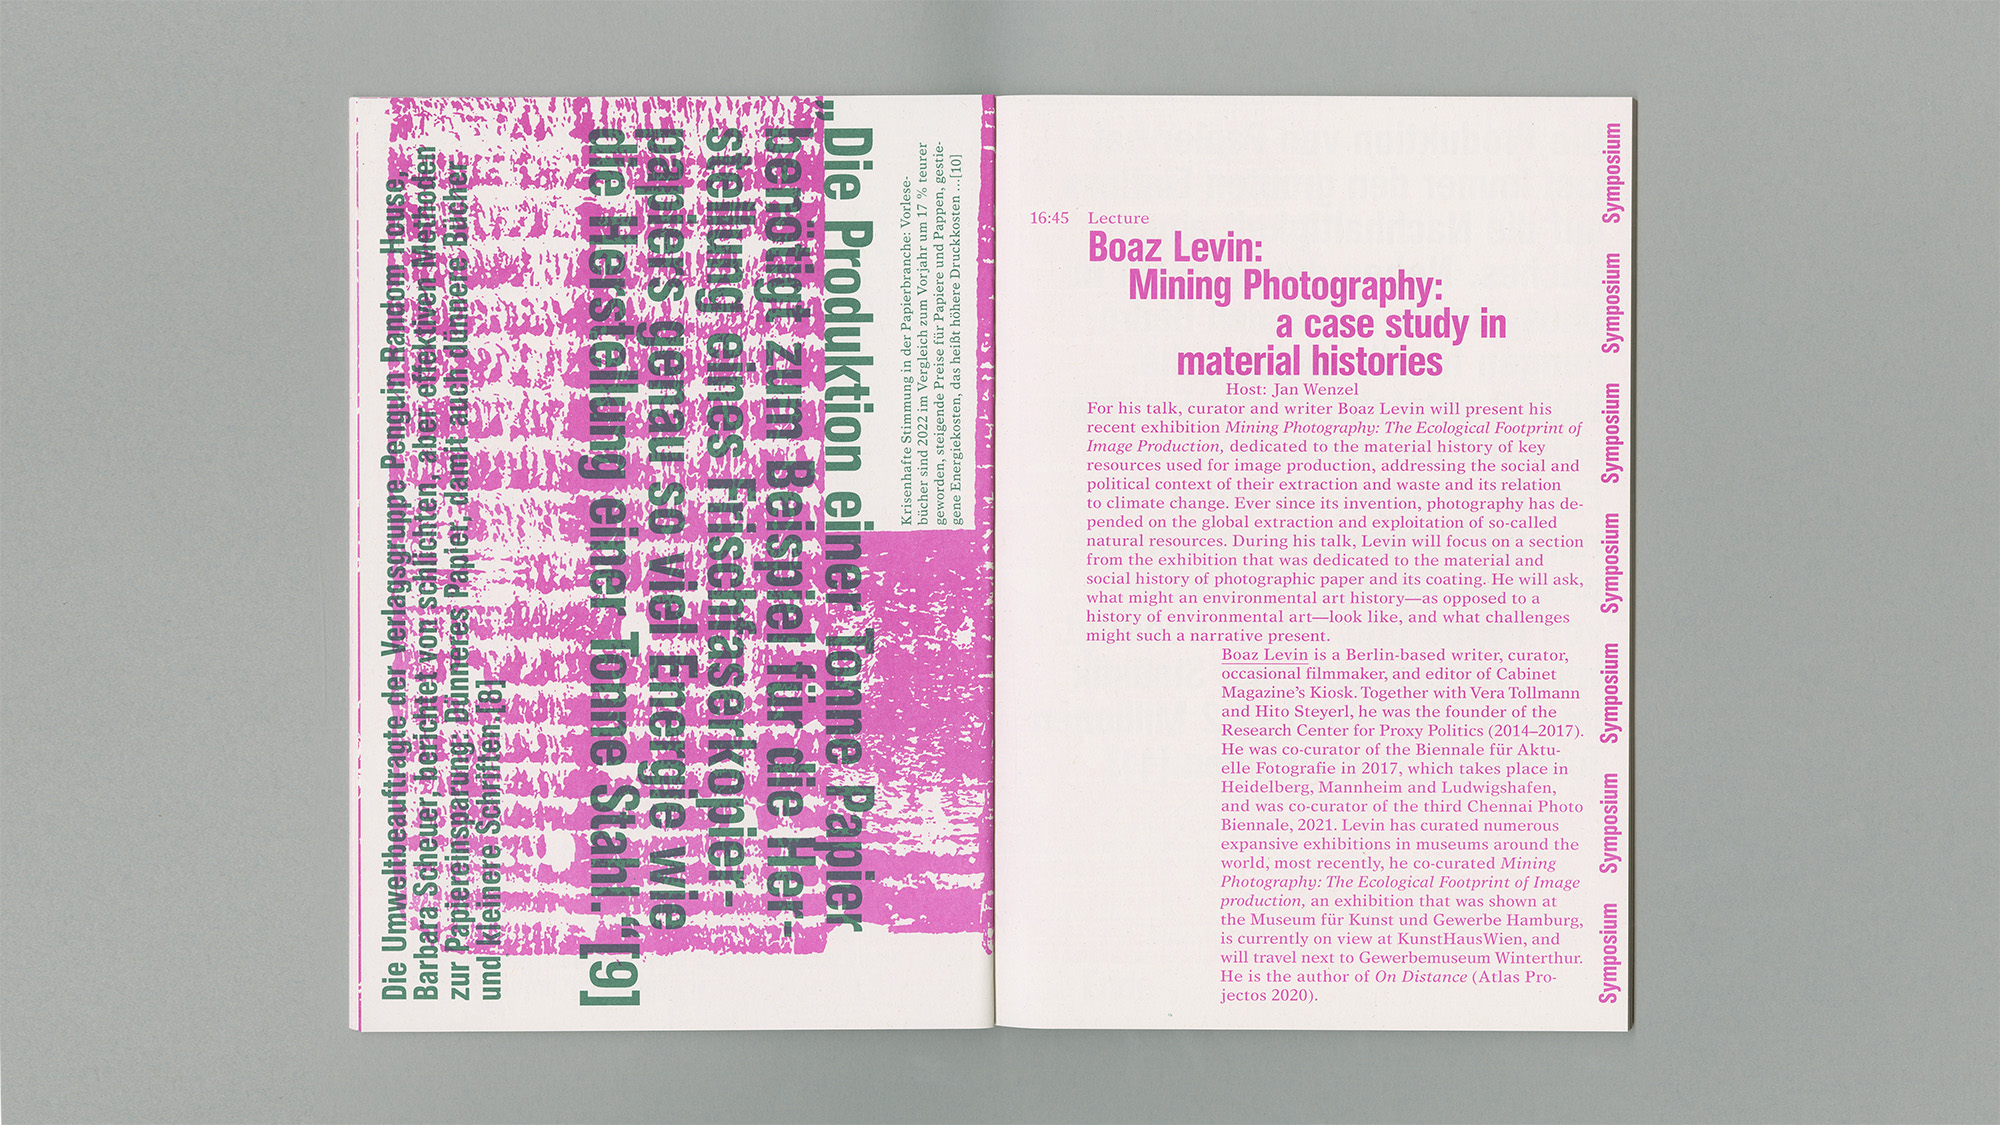 Die Umweltbeauftragte der Verlagsgruppe Penguin Random House,
Barbara Scheuer, berichtet von schlichten, aber effektiven Methoden
zur Papiereinsparung: Dünneres Papier, damit auch dünnere Bücher
und kleinere Schriften.[8]
„Die Produktion einer Tonne Papier
benötigt zum Beispiel für die Her-
stellung eines Frischfaserkopier-
papiers genau so viel Energie wie
die Herstellung einer Tonne Stahl.“[9]
Krisenhafte Stimmung in der Papierbranche: Vorlese-
bücher sind 2022 im Vergleich zum Vorjahr um 17 % teurer
geworden, steigende Preise für Papiere und Pappen, gestie-
gene Energiekosten, das heißt höhere Druckkosten …[10]
16:45 Lecture
Boaz Levin:
Mining Photography:
a case study in
material histories
Host: Jan Wenzel
For his talk, curator and writer Boaz Levin will present his
recent exhibition Mining Photography: The Ecological Footprint of
Image Production, dedicated to the material history of key
resources used for image production, addressing the social and
political context of their extraction and waste and its relation
to climate change. Ever since its invention, photography has de-
pended on the global extraction and exploitation of so-called
natural resources. During his talk, Levin will focus on a section
from the exhibition that was dedicated to the material and
social history of photographic paper and its coating. He will ask,
what might an environmental art history—as opposed to a
history of environmental art—look like, and what challenges
might such a narrative present.
Boaz Levin is a Berlin-based writer, curator,
occasional filmmaker, and editor of Cabinet
Magazine’s Kiosk. Together with Vera Tollmann
and Hito Steyerl, he was the founder of the
Research Center for Proxy Politics (2014–2017).
He was co-curator of the Biennale für Aktu-
elle Fotografie in 2017, which takes place in
Heidelberg, Mannheim and Ludwigshafen,
and was co-curator of the third Chennai Photo
Biennale, 2021. Levin has curated numerous
expansive exhibitions in museums around the
world, most recently, he co-curated Mining
Photography: The Ecological Footprint of Image
production, an exhibition that was shown at
the Museum für Kunst und Gewerbe Hamburg,
is currently on view at KunstHausWien, and
will travel next to Gewerbemuseum Winterthur.
He is the author of On Distance (Atlas Pro-
jectos 2020).
Symposium
Symposium
Symposium
Symposium
Symposium
Symposium
Symposium